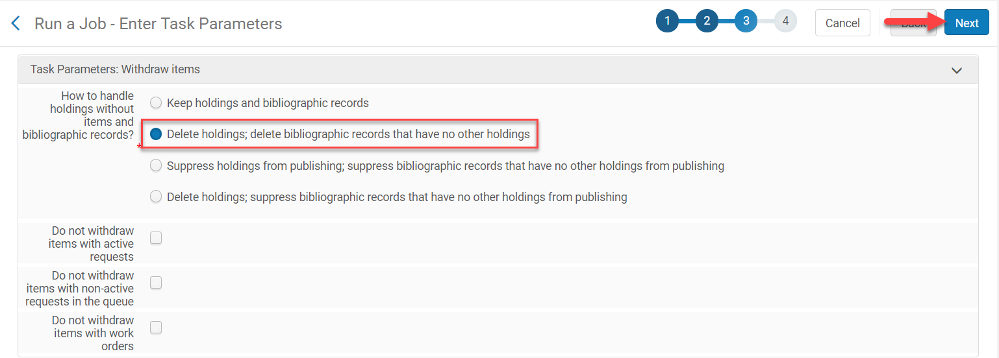 Run a Job - Enter Task Parameters
1 2 3 4
Cancel
Back
Next
Task Parameters: Withdraw items
How to handle
holdings without
items and
bibliographic records?
*
Keep holdings and bibliographic records
Delete holdings; delete bibliographic records that have no other holdings
Suppress holdings from publishing; suppress bibliographic records that have no other holdings from publishing
Delete holdings; suppress bibliographic records that have no other holdings from publishing
Do not withdraw
items with active
requests
Do not withdraw
items with non-active
requests in the queue
Do not withdraw
items with work
orders